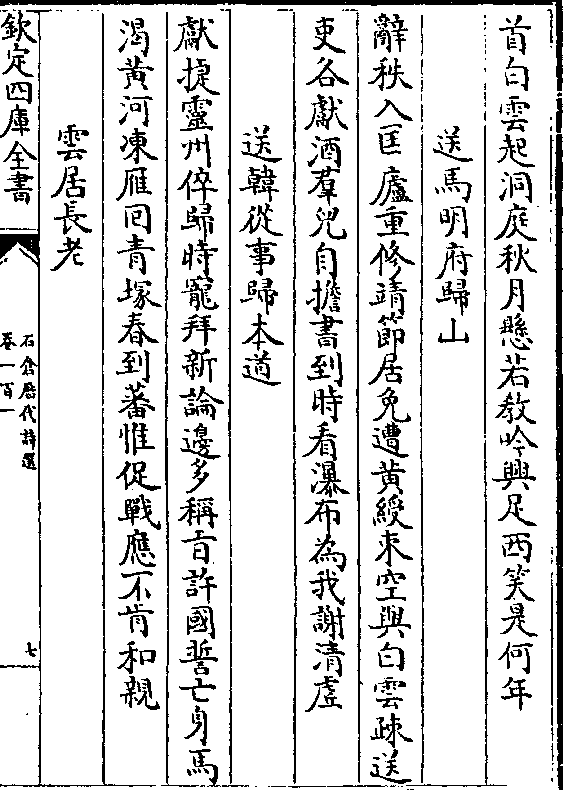 首白雲起洞庭秋月懸若教吟興足西笑是何年
送馬明府歸山
辭秩入匡廬重修靖節居免遭黄綬束空與白雲疎送
吏各獻酒羣兒自擔書到時看瀑布為我謝清虚
送韓從事歸本道
獻捷靈州倅歸時寵拜新論邊多稱㫖許國誓亡身馬
渴黄河凍雁囘青塚春到蕃惟促戰應不肯和親
雲居長老
欽定四庫全書
石倉歴代詩選
卷一百一
七